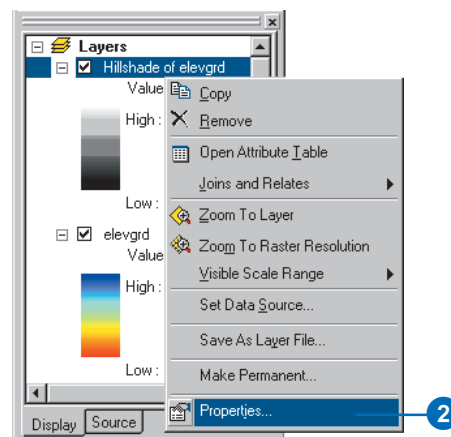 Layers
Hillshade of elevgrd
Value
High :
Low :
elevgrd
Value
High :
Low :
Display
Source
Copy
Remove
Open Attribute Table
Joins and Relates
Zoom To Layer
Zoom To Raster Resolution
Visible Scale Range
Set Data Source...
Save As Layer File...
Make Permanent...
Properties...
2